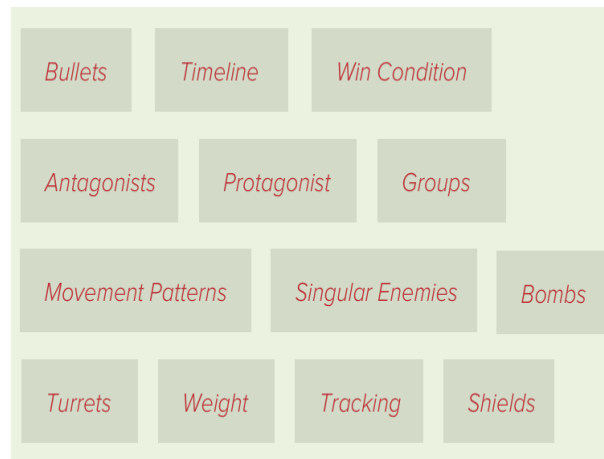 Bullets Timeline Win Condition
Antagonists Protagonist Groups
Movement Patterns Singular Enemies Bombs
Turrets Weight Tracking Shields